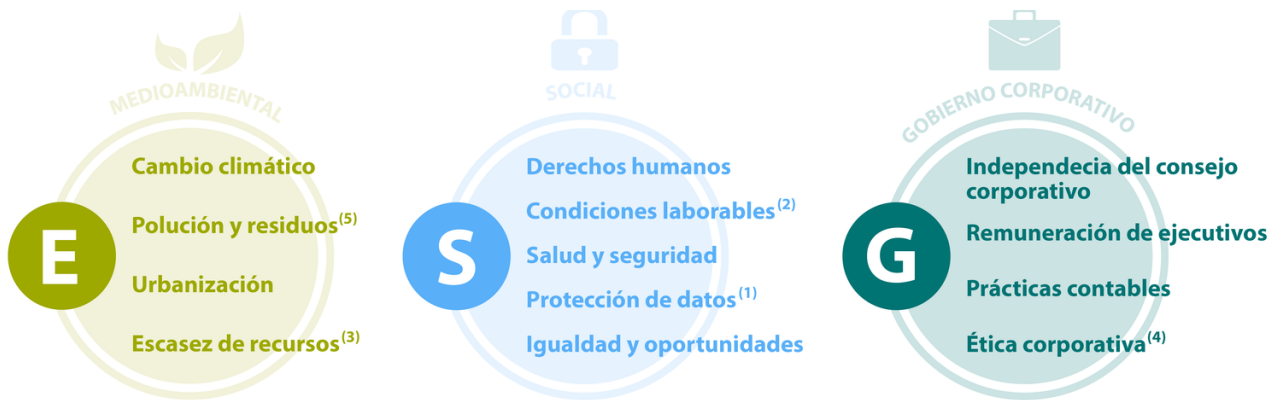 MEDIOAMBIENTAL
E
Cambio climático
Polución y residuos(5)
Urbanización
Escasez de recursos(3)
SOCIAL
S
Derechos humanos
Condiciones laborables(2)
Salud y seguridad
Protección de datos(1)
Igualdad y oportunidades
GOBIERNO CORPORATIVO
G
Independecia del consejo
corporativo
Remuneración de ejecutivos
Prácticas contables
Ética corporativa(4)